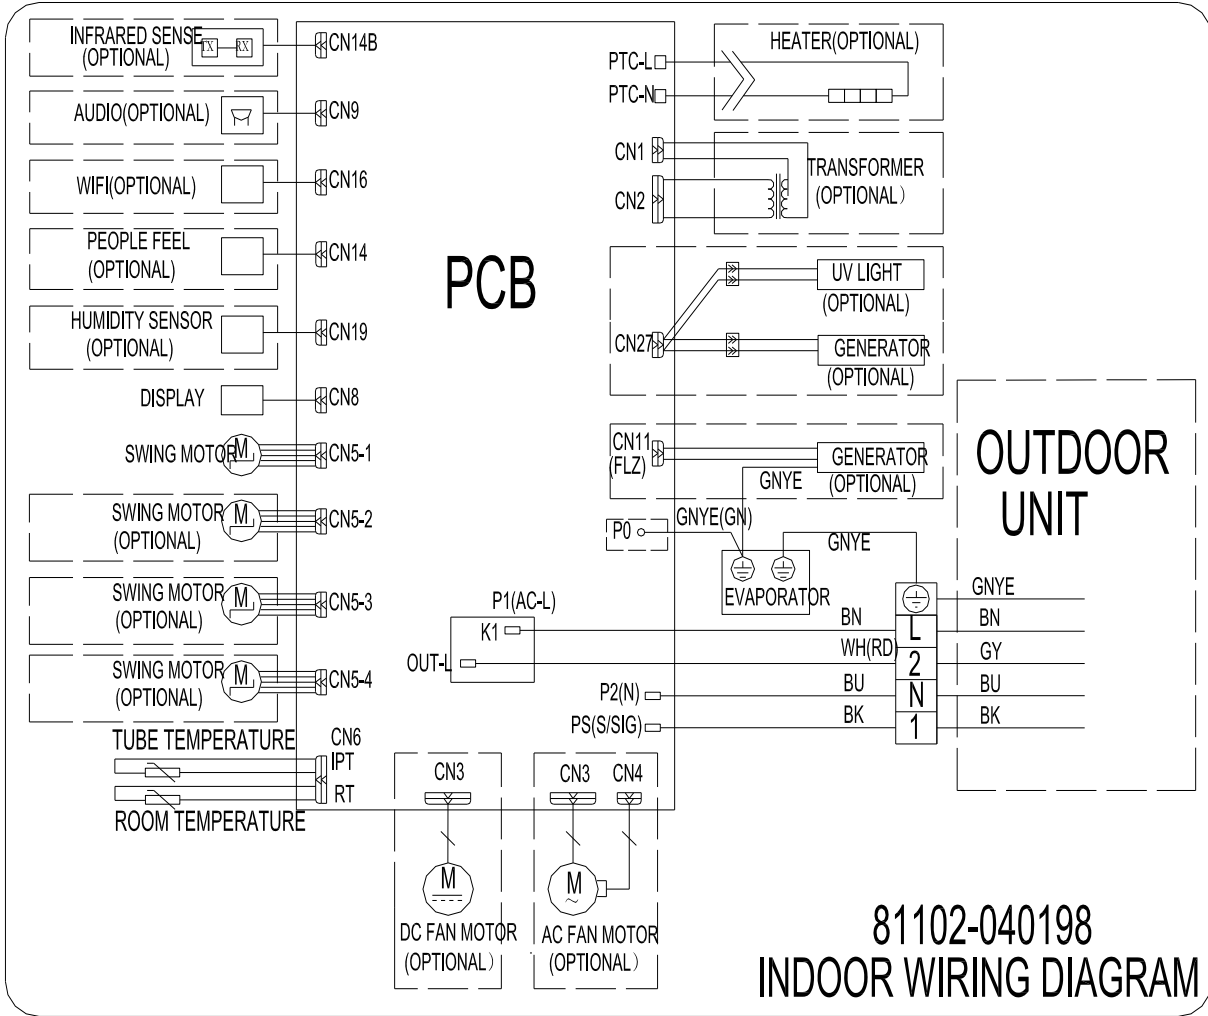 INFRARED SENSE
(OPTIONAL)
TX
RX
CN14B
AUDIO(OPTIONAL)
CN9
WIFI(OPTIONAL)
CN16
PEOPLE FEEL
(OPTIONAL)
CN14
HUMIDITY SENSOR
(OPTIONAL)
CN19
DISPLAY
CN8
SWING MOTOR
M
CN5-1
SWING MOTOR
(OPTIONAL)
M
CN5-2
SWING MOTOR
(OPTIONAL)
M
CN5-3
SWING MOTOR
(OPTIONAL)
M
CN5-4
TUBE TEMPERATURE
CN6
IPT
RT
ROOM TEMPERATURE
PCB
PTC-L
PTC-N
HEATER(OPTIONAL)
CN1
CN2
TRANSFORMER
(OPTIONAL)
CN27
UV LIGHT
(OPTIONAL)
GENERATOR
(OPTIONAL)
CN11
(FLZ)
GENERATOR
(OPTIONAL)
GNYE
P0
GNYE(GN)
GNYE
EVAPORATOR
P1(AC-L)
K1
OUT-L
P2(N)
PS(S/SIG)
BN
WH(RD)
BU
BK
L
2
N
1
GNYE
BN
GY
BU
BK
OUTDOOR
UNIT
CN3
M
DC FAN MOTOR
(OPTIONAL)
CN3
CN4
M
~
AC FAN MOTOR
(OPTIONAL)
81102-040198
INDOOR WIRING DIAGRAM